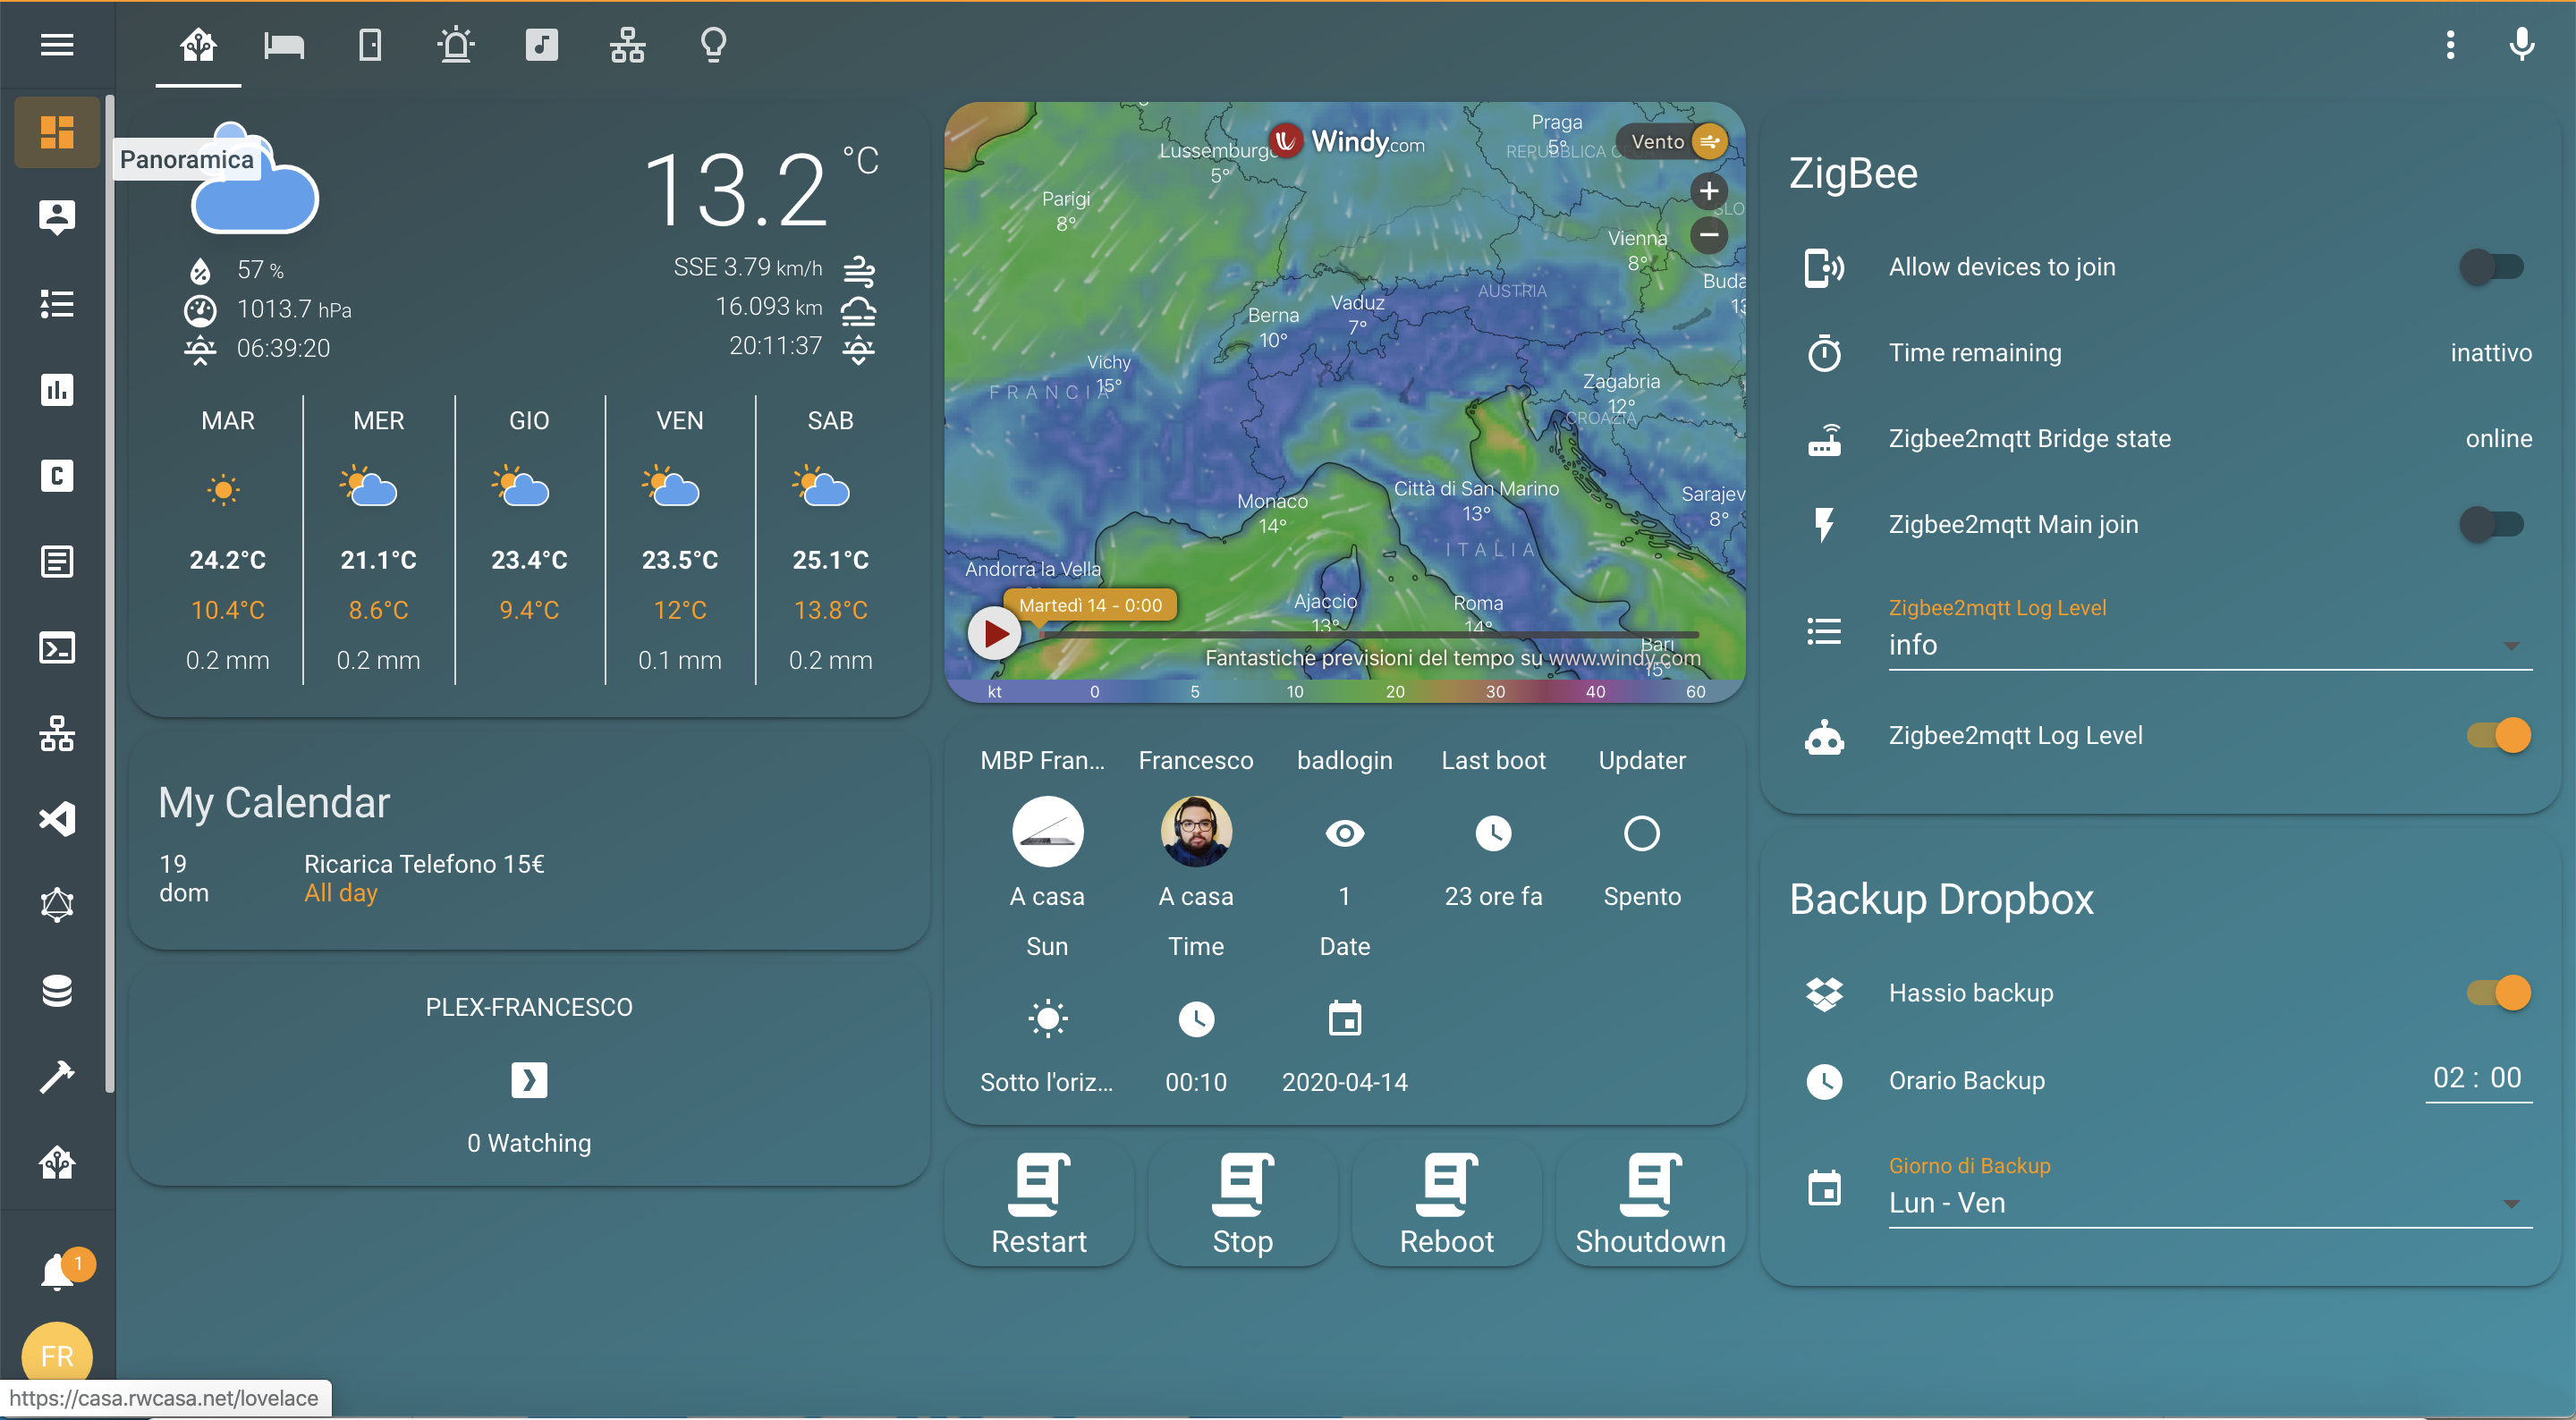 Panoramica
13.2 °C
57 %
1013.7 hPa
06:39:20
SSE 3.79 km/h
16.093 km
20:11:37
MAR MER GIO VEN SAB
24.2°C 21.1°C 23.4°C 23.5°C 25.1°C
10.4°C 8.6°C 9.4°C 12°C 13.8°C
0.2 mm 0.2 mm 0.1 mm 0.2 mm
My Calendar
19
dom
Ricarica Telefono 15€
All day
PLEX-FRANCESCO
0 Watching
Windy.com
Vento
+
−
Praga
5°
Lussemburgo
5°
Parigi
8°
Vienna
8°
AUSTRIA
Vaduz
7°
Berna
10°
Vichy
15°
FRANCIA
Zagabria
12°
CROAZIA
Monaco
14°
Città di San Marino
13°
Sarajev
8°
ITALIA
Andorra la Vella
Ajaccio
13°
Roma
14°
Bari
15°
Martedì 14 - 0:00
Fantastiche previsioni del tempo su www.windy.com
kt 0 5 10 20 30 40 60
MBP Fran... Francesco badlogin Last boot Updater
A casa A casa 1 23 ore fa Spento
Sun Time Date
Sotto l'oriz... 00:10 2020-04-14
Restart Stop Reboot Shoutdown
ZigBee
Allow devices to join
Time remaining inattivo
Zigbee2mqtt Bridge state online
Zigbee2mqtt Main join
Zigbee2mqtt Log Level
info
Zigbee2mqtt Log Level
Backup Dropbox
Hassio backup
Orario Backup 02 : 00
Giorno di Backup
Lun - Ven
C
1
FR
https://casa.rwcasa.net/lovelace